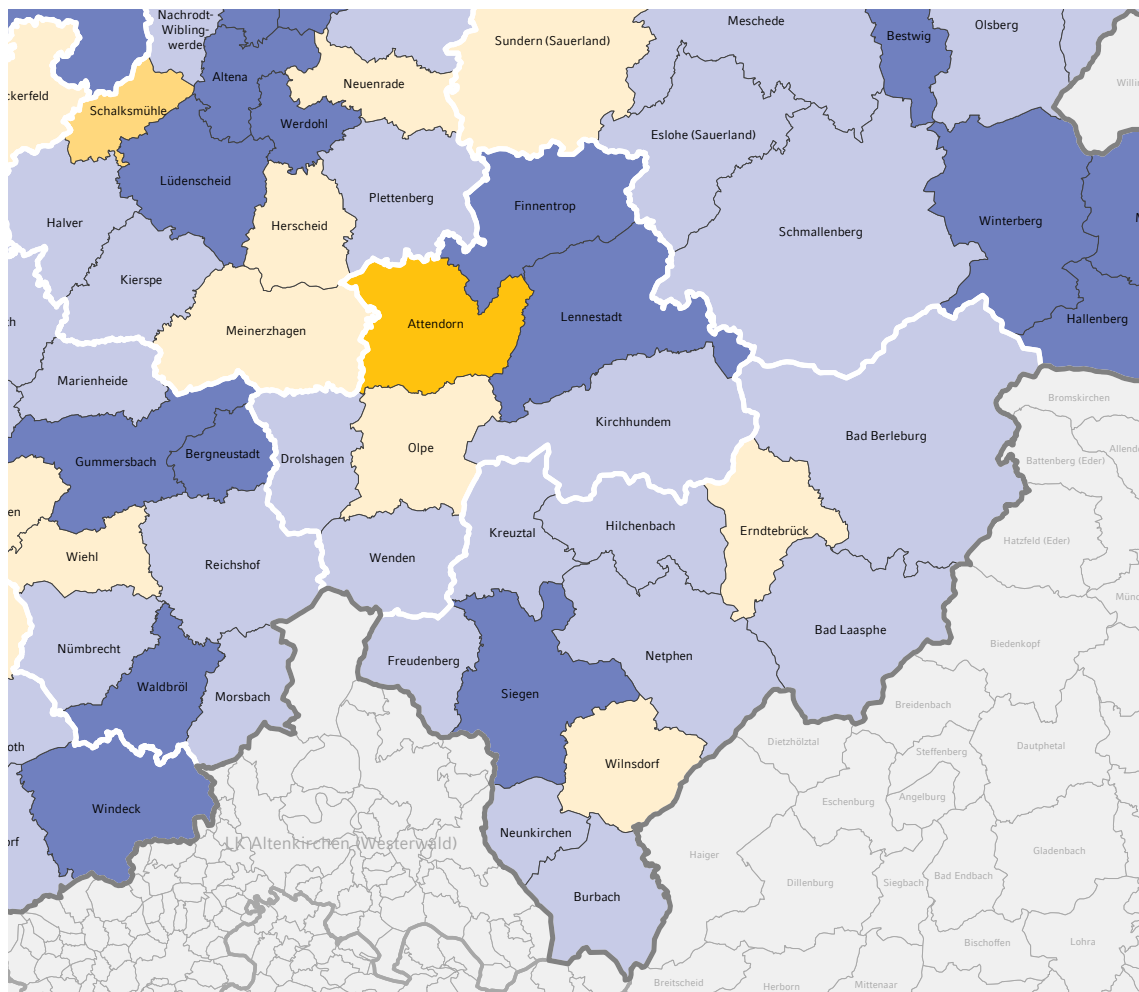 Nachrodt-
Wibling-
werde
Meschede
Olsberg
Sundern (Sauerland)
Bestwig
Altena
Neuenrade
ckerfeld
Schalksmühle
Werdohl
Eslohe (Sauerland)
Lüdenscheid
Plettenberg
Finnentrop
Halver
Herscheid
Schmallenberg
Winterberg
Kierspe
Meinerzhagen
Attendorn
Lennestadt
Hallenberg
Marienheide
Bromskirchen
Kirchhundem
Bad Berleburg
Olpe
Drolshagen
Bergneustadt
Gummersbach
Battenberg (Eder)
en
Wiehl
Reichshof
Wenden
Kreuztal
Hilchenbach
Erndtebrück
Hatzfeld (Eder)
Bad Laasphe
Biedenkopf
Nümbrecht
Freudenberg
Netphen
Waldbröl
Morsbach
Siegen
Breidenbach
oth
Dietzhölztal
Steffenberg
Dautphetal
Wilnsdorf
Windeck
Eschenburg
Angelburg
Neunkirchen
orf
LK Altenkirchen (Westerwald)
Haiger
Gladenbach
Dillenburg
Siegbach
Bad Endbach
Burbach
Bischoffen
Lohra
Breitscheid
Herborn
Mittenaar